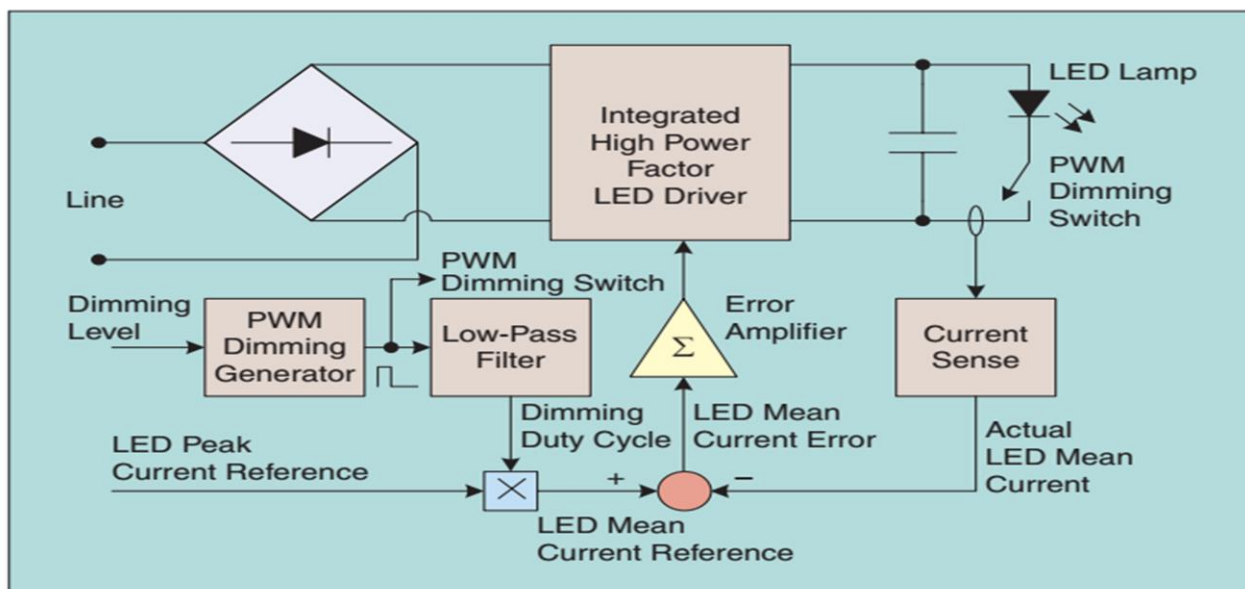 Integrated
High Power
Factor
LED Driver
LED Lamp
PWM
Dimming
Switch
Line
PWM
Dimming Switch
Dimming
Level
PWM
Dimming
Generator
Low-Pass
Filter
Error
Amplifier
Σ
Current
Sense
Dimming
Duty Cycle
LED Mean
Current Error
Actual
LED Mean
Current
LED Peak
Current Reference
×
+
−
LED Mean
Current Reference